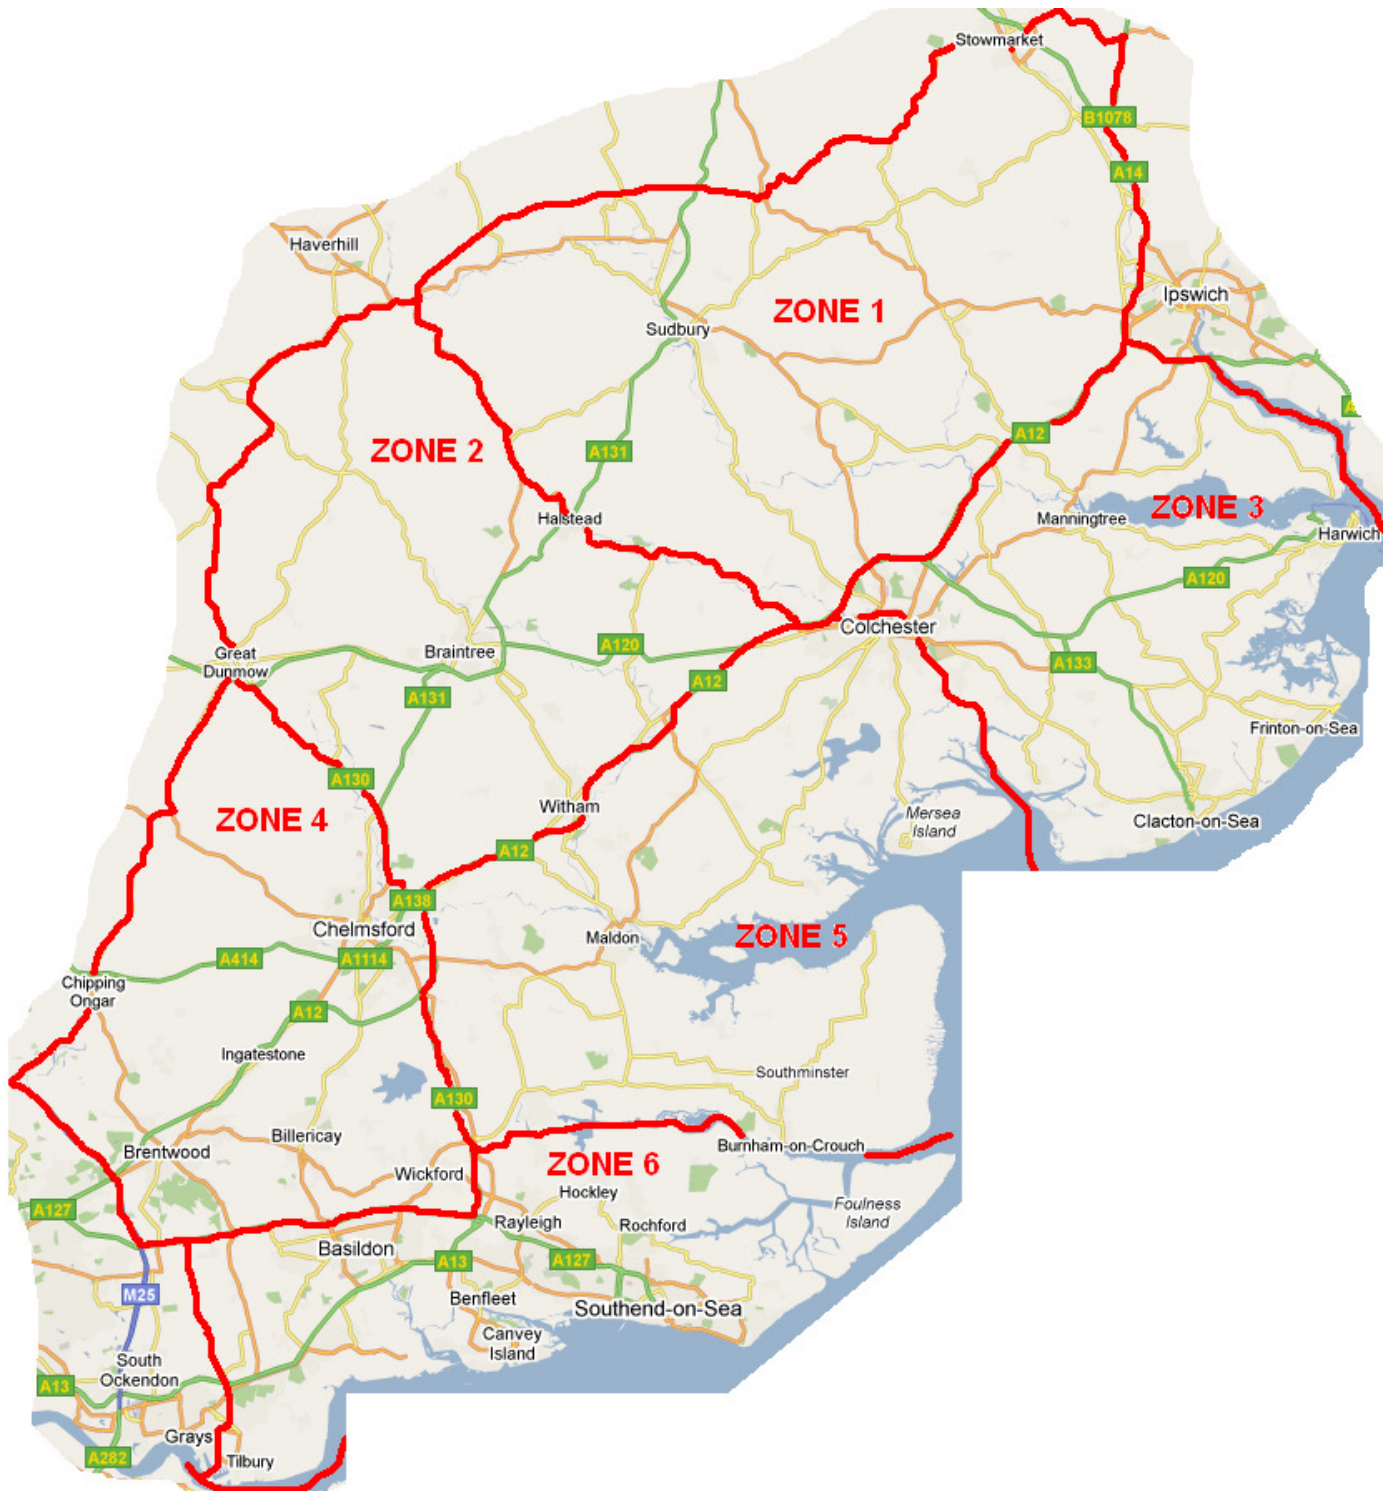 Stowmarket
B1078
A14
Haverhill
Ipswich
ZONE 1
Sudbury
A12
ZONE 2
A131
ZONE 3
Halstead
Manningtree
Harwich
A120
Colchester
A120
Great
Dunmow
Braintree
A133
A12
A131
Frinton-on-Sea
A130
Witham
ZONE 4
Mersea
Island
Clacton-on-Sea
A12
A138
Chelmsford
Maldon
ZONE 5
A414
A1114
Chipping
Ongar
A12
Ingatestone
Southminster
A130
Billericay
Brentwood
Burnham-on-Crouch
ZONE 6
Wickford
Hockley
Foulness
Island
A127
Rayleigh
Rochford
Basildon
A13
A127
M25
Benfleet
Southend-on-Sea
Canvey
Island
South
Ockendon
A13
Grays
A282
Tilbury